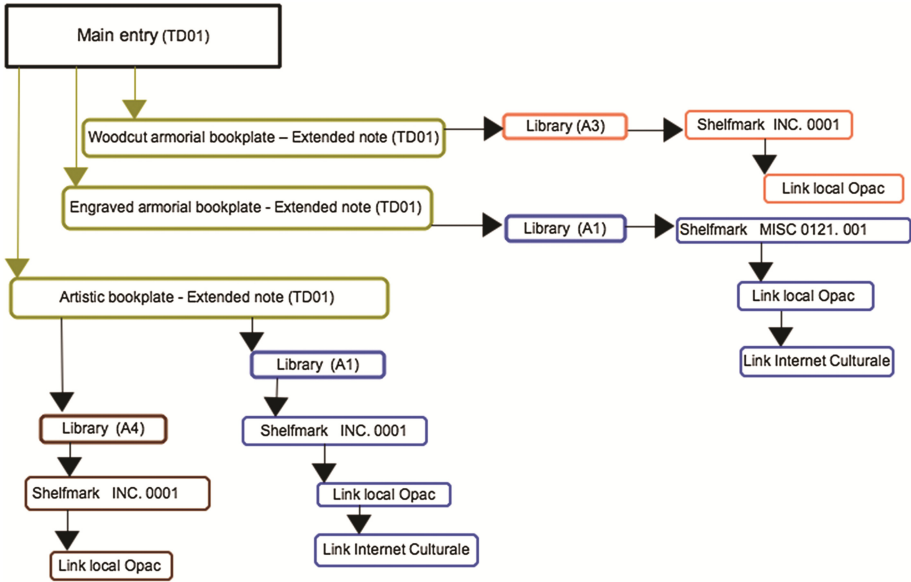 Main entry (TD01)
Woodcut armorial bookplate – Extended note (TD01)
Library (A3)
Shelfmark INC. 0001
Link local Opac
Engraved armorial bookplate - Extended note (TD01)
Library (A1)
Shelfmark MISC 0121. 001
Link local Opac
Link Internet Culturale
Artistic bookplate - Extended note (TD01)
Library (A1)
Shelfmark INC. 0001
Link local Opac
Link Internet Culturale
Library (A4)
Shelfmark INC. 0001
Link local Opac